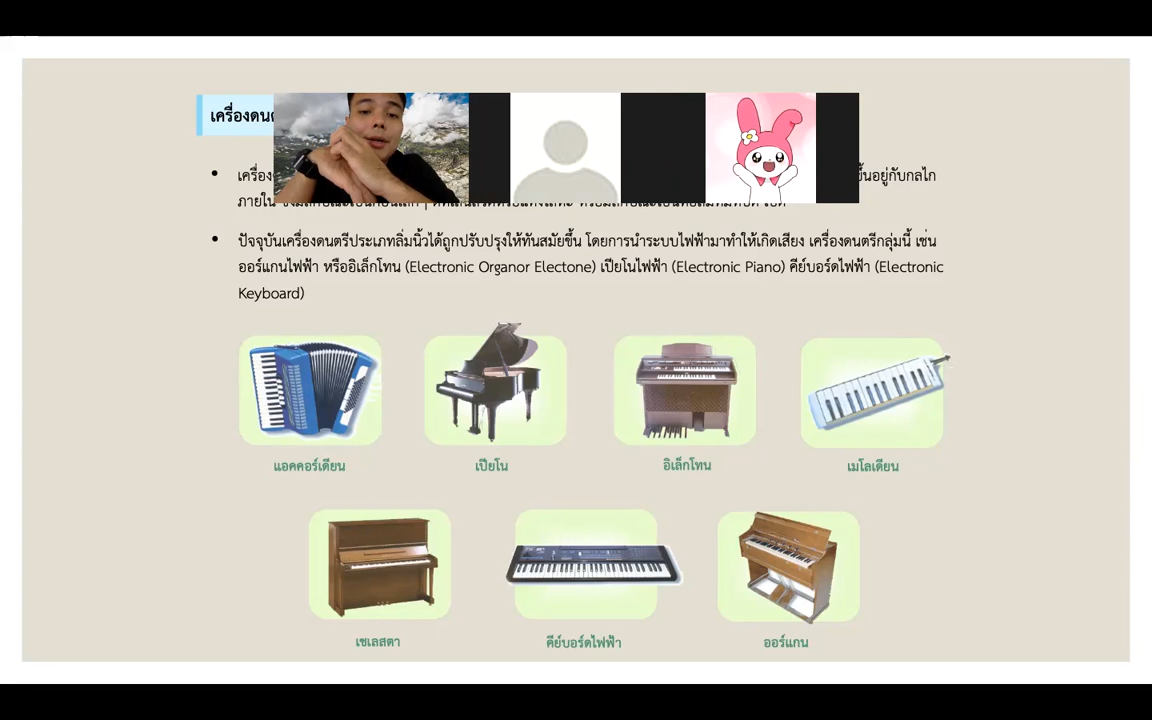 เครื่องดน
เครื่อง ขึ้นอยู่กับกลไก
ภายใน
ปัจจุบันเครื่องดนตรีประเภทลิ่มนิ้วได้ถูกปรับปรุงให้ทันสมัยขึ้น โดยการนำระบบไฟฟ้ามาทำให้เกิดเสียง เครื่องดนตรีกลุ่มนี้ เช่น
ออร์แกนไฟฟ้า หรืออิเล็กโทน (Electronic Organor Electone) เปียโนไฟฟ้า (Electronic Piano) คีย์บอร์ดไฟฟ้า (Electronic
Keyboard)
แอคคอร์เดียน เปียโน อิเล็กโทน เมโลเดียน
เซเลสตา คีย์บอร์ดไฟฟ้า ออร์แกน